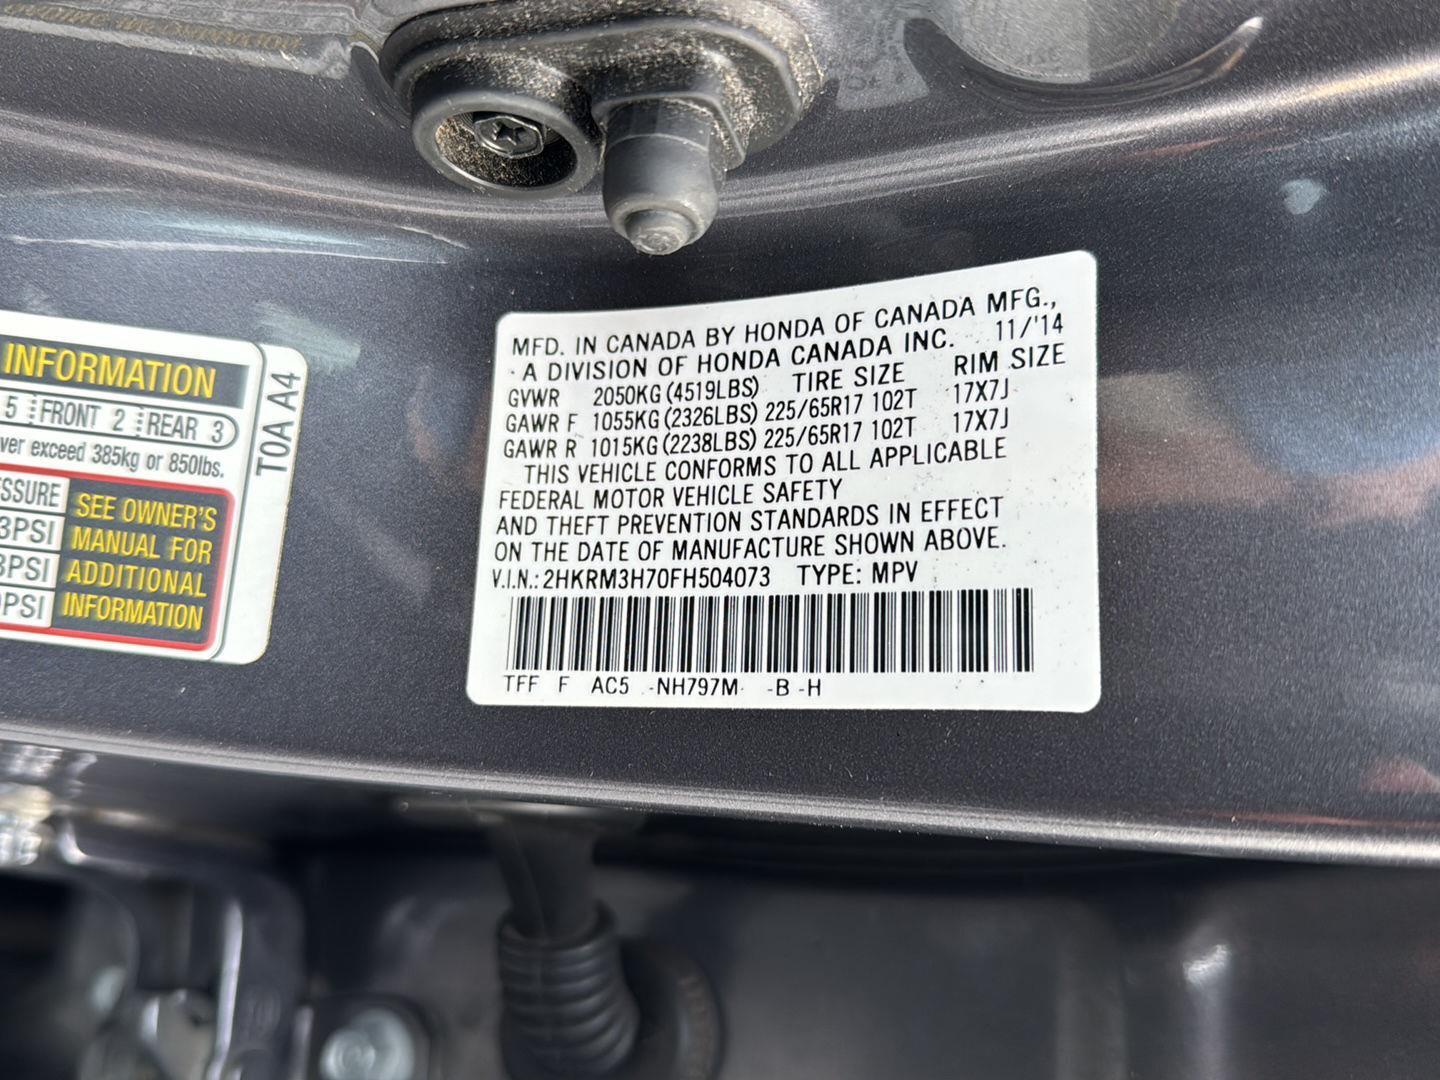 INFORMATION
5 FRONT 2 REAR 3
ver exceed 385kg or 850lbs.
SSURE
3PSI
PSI
PSI
SEE OWNER'S
MANUAL FOR
ADDITIONAL
INFORMATION
T0A A4
MFD. IN CANADA BY HONDA OF CANADA MFG.,
A DIVISION OF HONDA CANADA INC. 11/'14
GVWR 2050KG (4519LBS) TIRE SIZE RIM SIZE
GAWR F 1055KG (2326LBS) 225/65R17 102T 17X7J
GAWR R 1015KG (2238LBS) 225/65R17 102T 17X7J
THIS VEHICLE CONFORMS TO ALL APPLICABLE
FEDERAL MOTOR VEHICLE SAFETY
AND THEFT PREVENTION STANDARDS IN EFFECT
ON THE DATE OF MANUFACTURE SHOWN ABOVE.
V.I.N.: 2HKRM3H70FH504073 TYPE: MPV
TFF F AC5 -NH797M -B -H